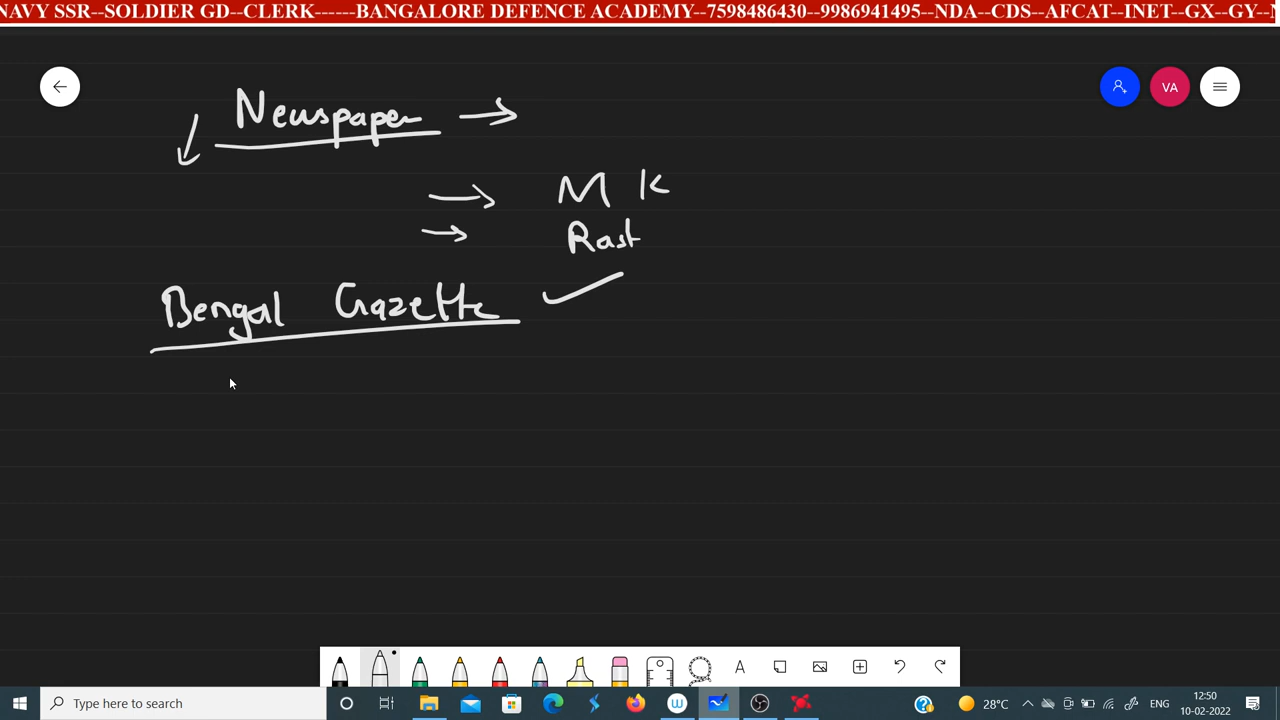 NAVY SSR--SOLDIER GD--CLERK------BANGALORE DEFENCE ACADEMY--7598486430--9986941495--NDA--CDS--AFCAT--INET--GX--GY--N
VA
Newspaper
M K
Rast
Bengal Gazette
A
Type here to search
28°C
ENG
12:50
10-02-2022